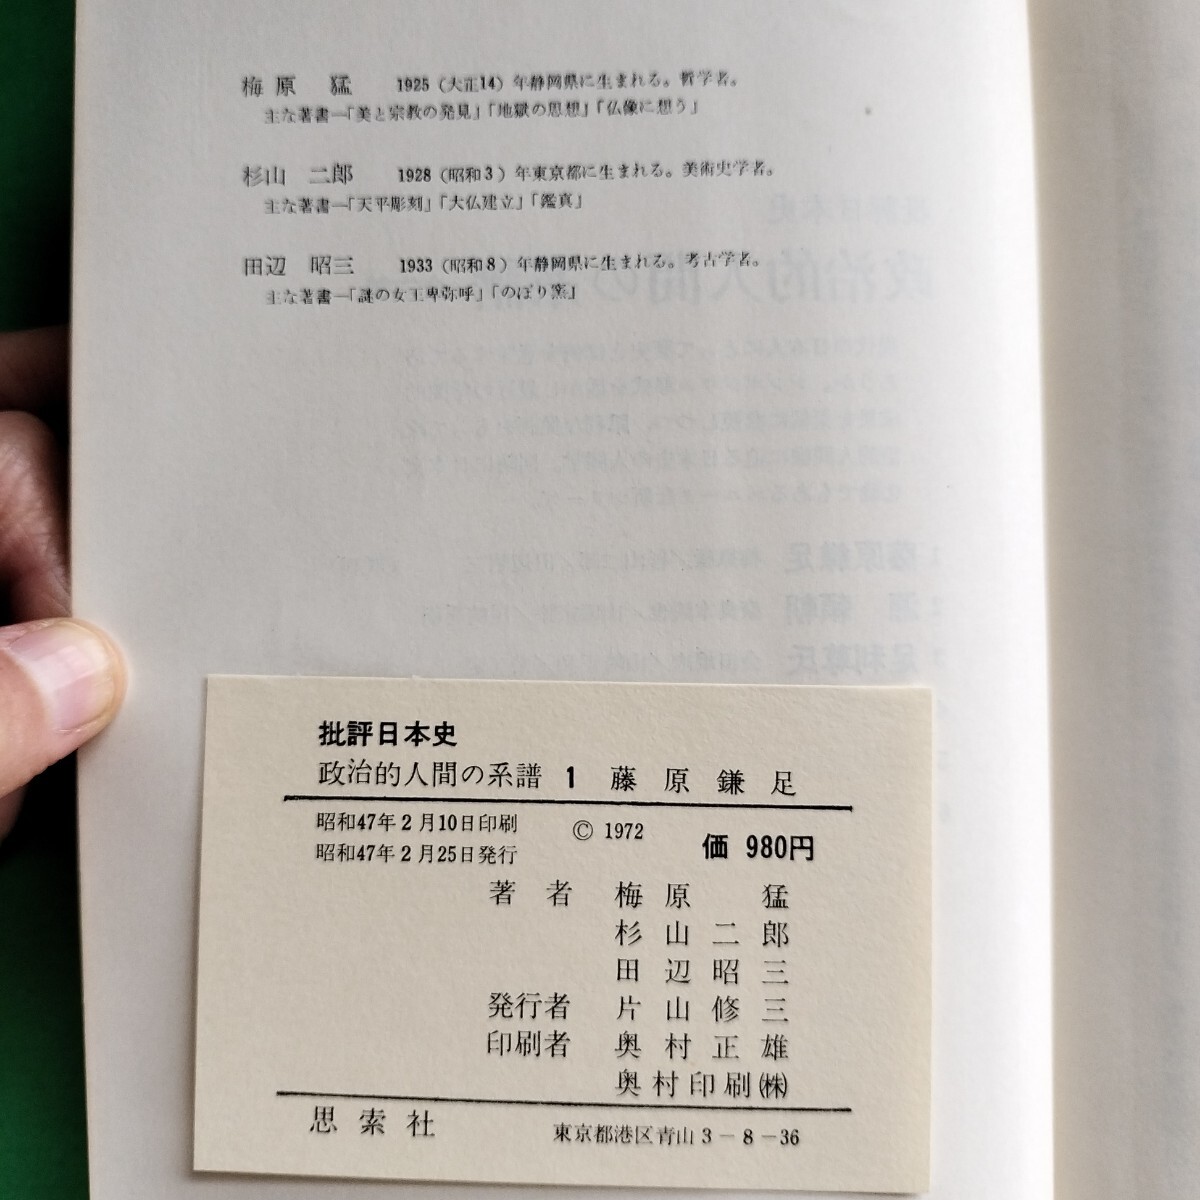 梅原 猛 1925（大正14）年静岡県に生まれる。哲学者。
主な著書―「美と宗教の発見」「地獄の思想」「仏像に想う」
杉山 二郎 1928（昭和3）年東京都に生まれる。美術史学者。
主な著書―「天平彫刻」「大仏建立」「鑑真」
田辺 昭三 1933（昭和8）年静岡県に生まれる。考古学者。
主な著書―「謎の女王卑弥呼」「のぼり窯」
批評日本史
政治的人間の系譜 1 藤原鎌足
昭和47年2月10日印刷 © 1972
昭和47年2月25日発行 価 980円
著者 梅原 猛
杉山二郎
田辺昭三
発行者 片山修三
印刷者 奥村正雄
奥村印刷㈱
思索社 東京都港区青山3－8－36